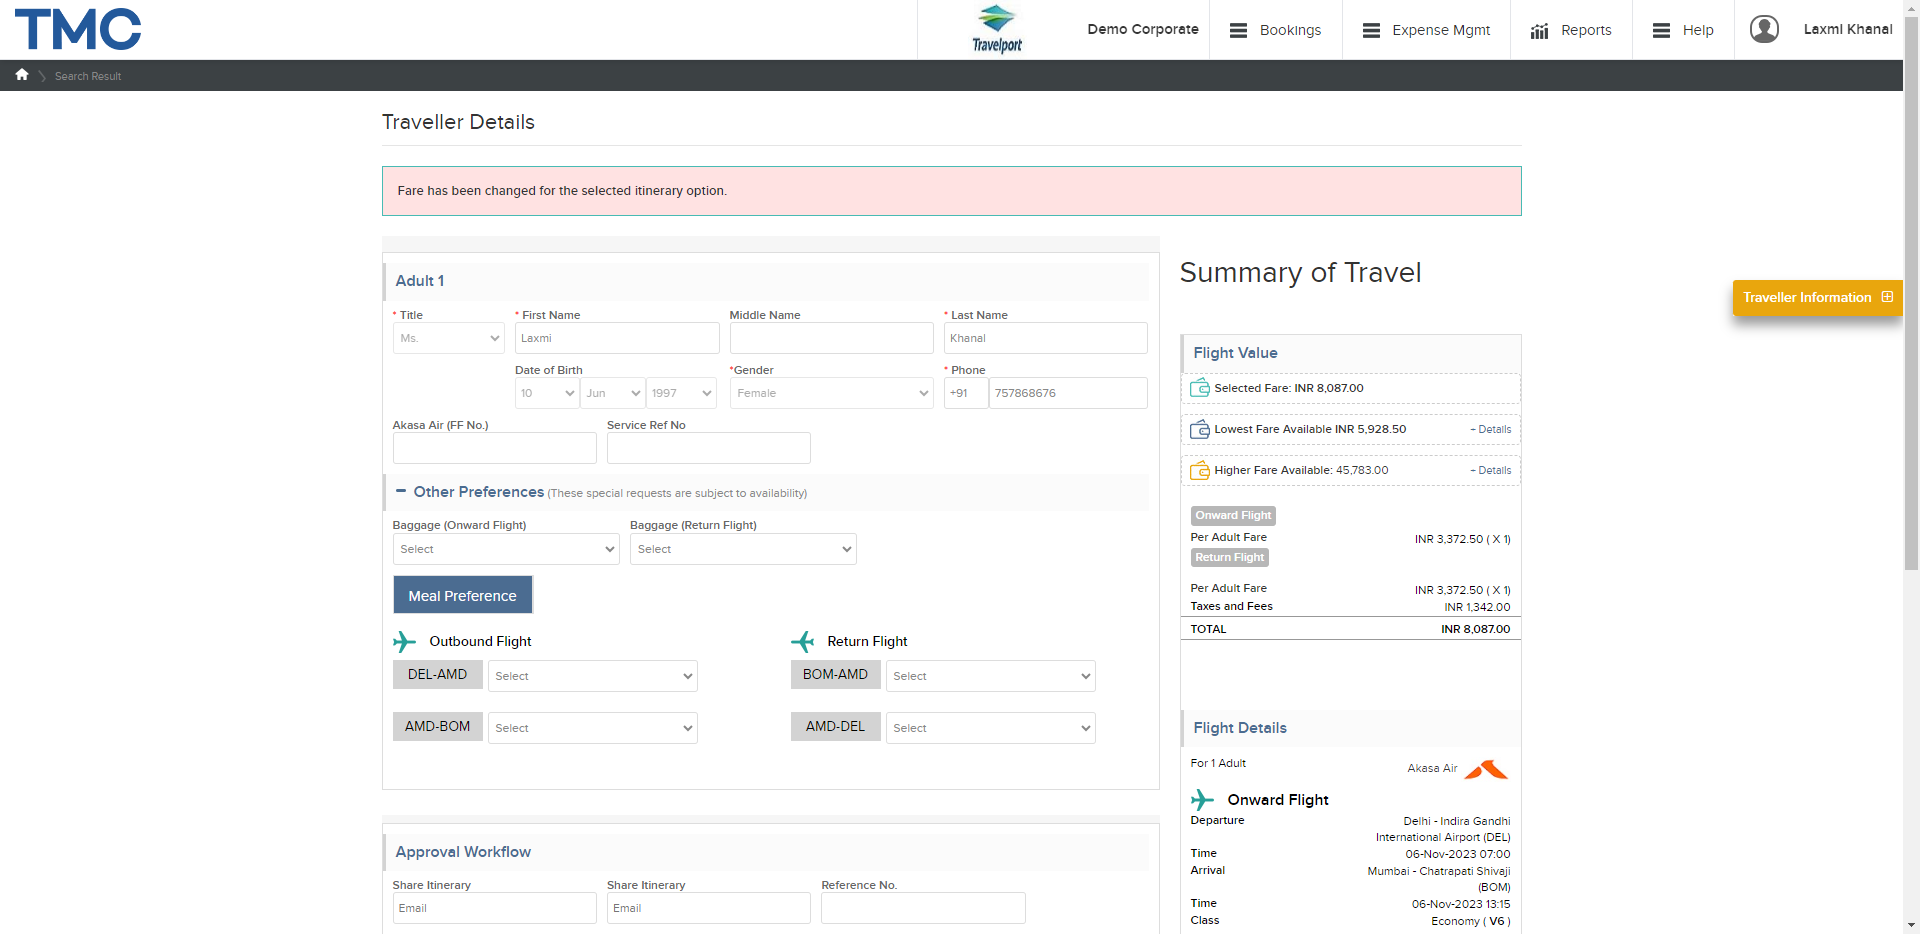 TMC
Travelport
Demo Corporate
Bookings
Expense Mgmt
Reports
Help
Laxmi Khanal
Search Result
Traveller Details
Fare has been changed for the selected itinerary option.
Adult 1
* Title
* First Name
Middle Name
* Last Name
Ms.
Laxmi
Khanal
Date of Birth
*Gender
* Phone
10
Jun
1997
Female
+91
757868676
Akasa Air (FF No.)
Service Ref No
Other Preferences (These special requests are subject to availability)
Baggage (Onward Flight)
Baggage (Return Flight)
Select
Select
Meal Preference
Outbound Flight
Return Flight
DEL-AMD
Select
BOM-AMD
Select
AMD-BOM
Select
AMD-DEL
Select
Approval Workflow
Share Itinerary
Share Itinerary
Reference No.
Email
Email
Summary of Travel
Traveller Information
Flight Value
Selected Fare: INR 8,087.00
Lowest Fare Available INR 5,928.50
+ Details
Higher Fare Available: 45,783.00
+ Details
Onward Flight
Per Adult Fare
INR 3,372.50 ( X 1)
Return Flight
Per Adult Fare
INR 3,372.50 ( X 1)
Taxes and Fees
INR 1,342.00
TOTAL
INR 8,087.00
Flight Details
For 1 Adult
Akasa Air
Onward Flight
Departure
Delhi - Indira Gandhi
International Airport (DEL)
Time
06-Nov-2023 07:00
Arrival
Mumbai - Chatrapati Shivaji
(BOM)
Time
06-Nov-2023 13:15
Class
Economy ( V6 )